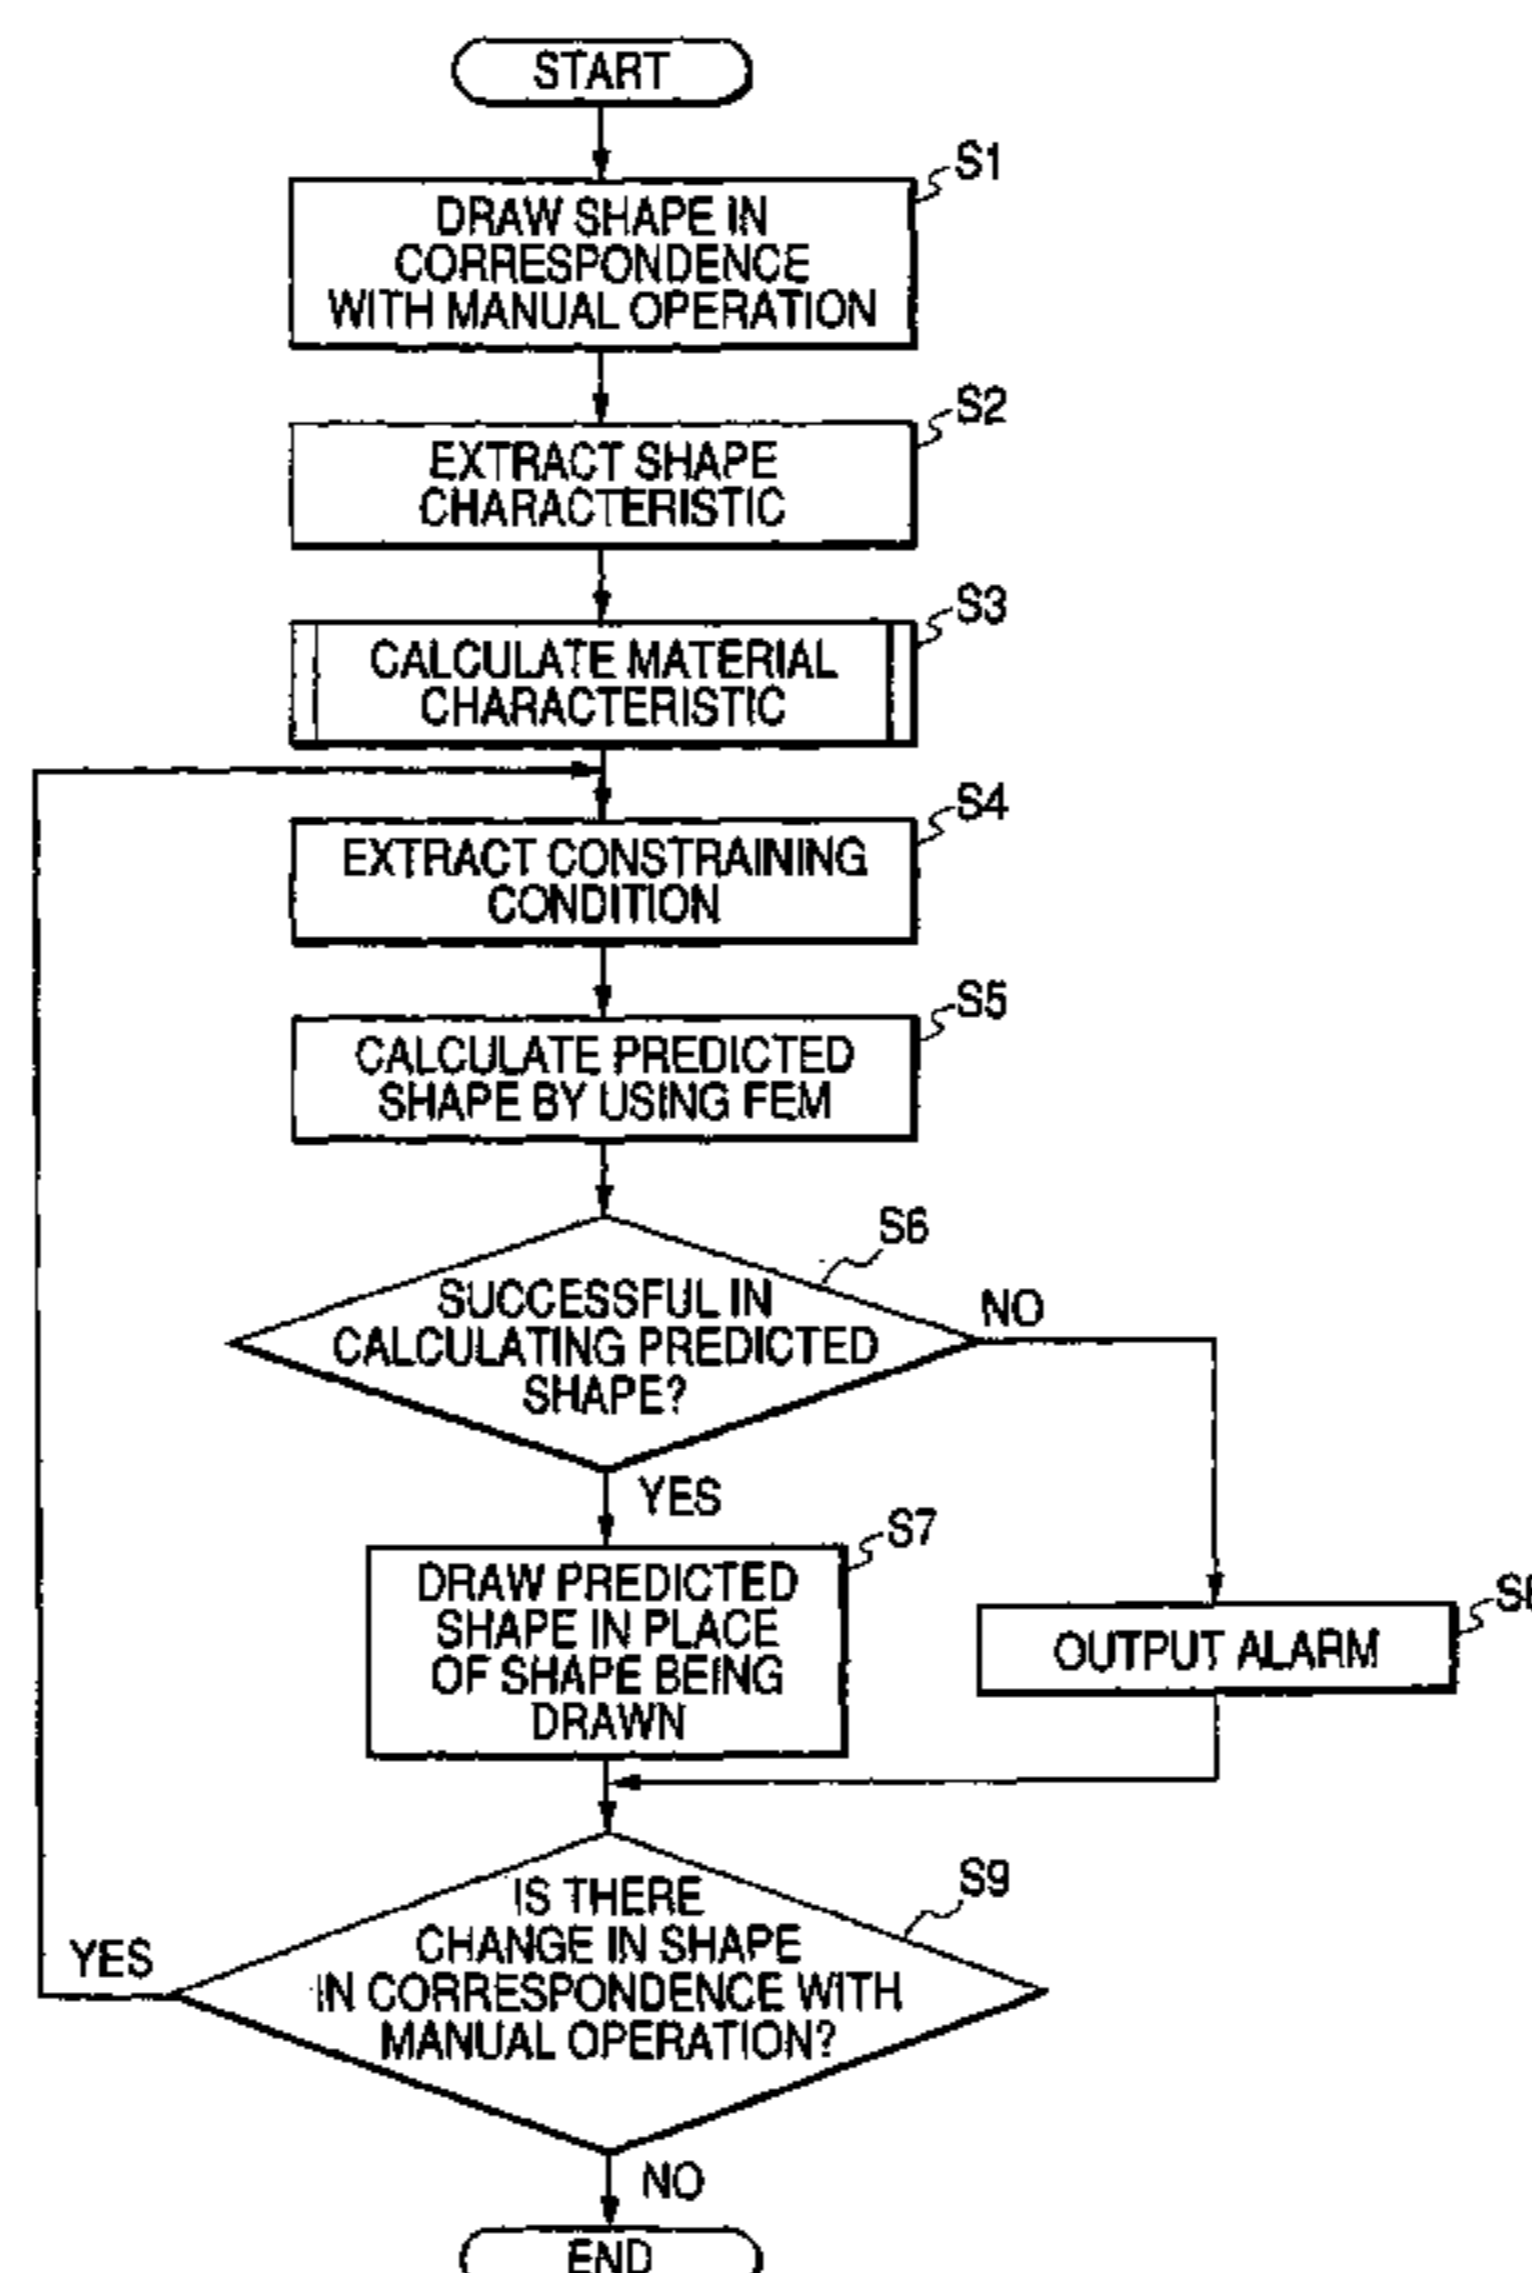 START
S1
DRAW SHAPE IN
CORRESPONDENCE
WITH MANUAL OPERATION
S2
EXTRACT SHAPE
CHARACTERISTIC
S3
CALCULATE MATERIAL
CHARACTERISTIC
S4
EXTRACT CONSTRAINING
CONDITION
S5
CALCULATE PREDICTED
SHAPE BY USING FEM
S6
SUCCESSFUL IN
CALCULATING PREDICTED
SHAPE?
NO
YES
S7
DRAW PREDICTED
SHAPE IN PLACE
OF SHAPE BEING
DRAWN
OUTPUT ALARM
S9
IS THERE
CHANGE IN SHAPE
IN CORRESPONDENCE WITH
MANUAL OPERATION?
YES
NO
END